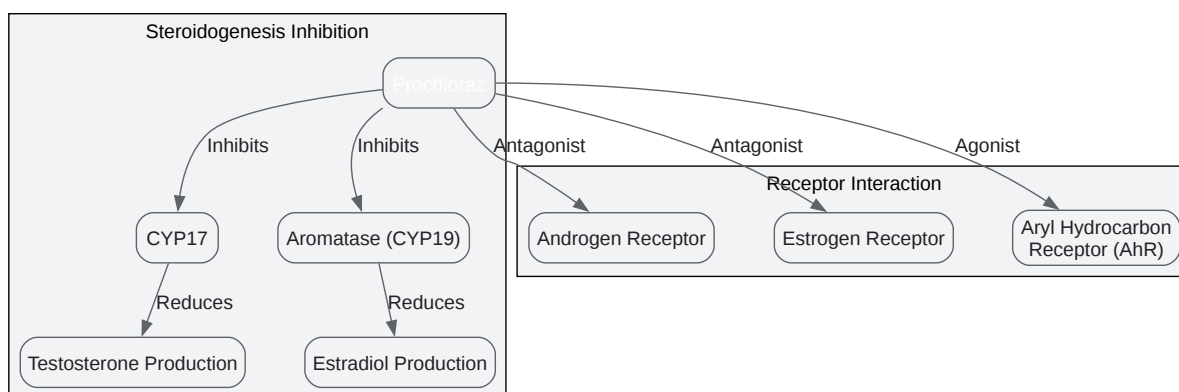 Steroidogenesis Inhibition
Prochloraz
Inhibits
Inhibits
Antagonist
Antagonist
Agonist
Receptor Interaction
CYP17
Aromatase (CYP19)
Androgen Receptor
Estrogen Receptor
Aryl Hydrocarbon
Receptor (AhR)
Reduces
Reduces
Testosterone Production
Estradiol Production